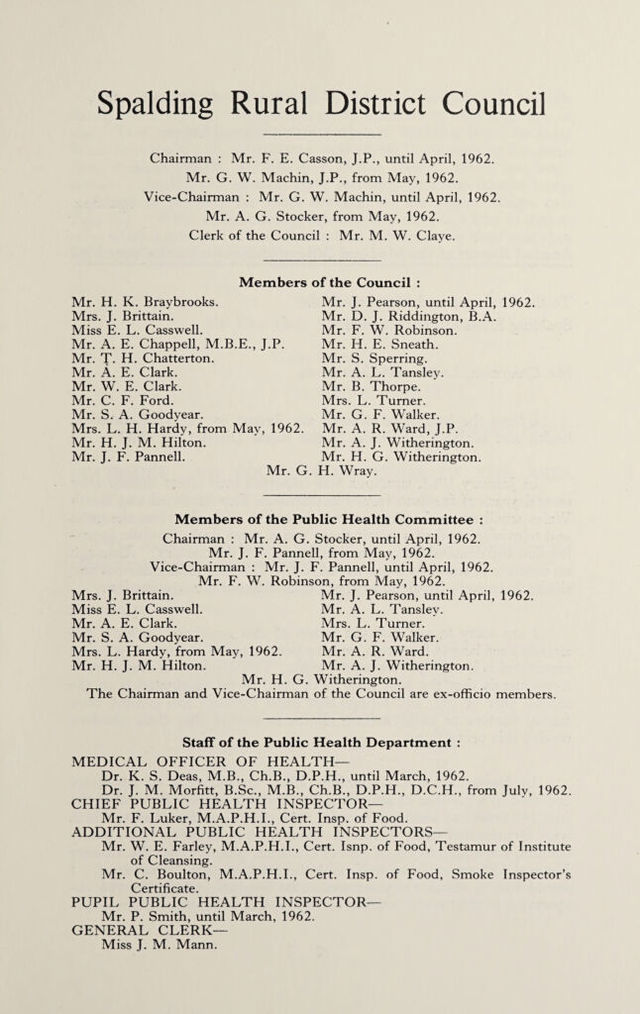 Spalding Rural District Council
Chairman : Mr. F. E. Casson, J.P., until April, 1962.
Mr. G. W. Machin, J.P., from May, 1962.
Vice-Chairman : Mr. G. W. Machin, until April, 1962.
Mr. A. G. Stocker, from May, 1962.
Clerk of the Council : Mr. M. W. Claye.
Members of the Council :
Mr. H. K. Braybrooks.
Mrs. J. Brittain.
Miss E. L. Casswell.
Mr. A. E. Chappell, M.B.E., J.P.
Mr. T. H. Chatterton.
Mr. A. E. Clark.
Mr. W. E. Clark.
Mr. C. F. Ford.
Mr. S. A. Goodyear.
Mrs. L. H. Hardy, from May, 1962.
Mr. H. J. M. Hilton.
Mr. J. F. Pannell.
Mr. J. Pearson, until April, 1962.
Mr. D. J. Riddington, B.A.
Mr. F. W. Robinson.
Mr. H. E. Sneath.
Mr. S. Sperring.
Mr. A. L. Tansley.
Mr. B. Thorpe.
Mrs. L. Turner.
Mr. G. F. Walker.
Mr. A. R. Ward, J.P.
Mr. A. J. Witherington.
Mr. H. G. Witherington.
Mr. G. H. Wray.
Members of the Public Health Committee :
Chairman : Mr. A. G. Stocker, until April, 1962.
Mr. J. F. Pannell, from May, 1962.
Vice-Chairman : Mr. J. F. Pannell, until April, 1962.
Mr. F. W. Robinson, from May, 1962.
Mrs. J. Brittain.
Miss E. L. Casswell.
Mr. A. E. Clark.
Mr. S. A. Goodyear.
Mrs. L. Hardy, from May, 1962.
Mr. H. J. M. Hilton.
Mr. J. Pearson, until April, 1962.
Mr. A. L. Tansley.
Mrs. L. Turner.
Mr. G. F. Walker.
Mr. A. R. Ward.
Mr. A. J. Witherington.
Mr. H. G. Witherington.
The Chairman and Vice-Chairman of the Council are ex-officio members.
Staff of the Public Health Department :
MEDICAL OFFICER OF HEALTH—
Dr. K. S. Deas, M.B., Ch.B., D.P.H., until March, 1962.
Dr. J. M. Morfitt, B.Sc., M.B., Ch.B., D.P.H., D.C.H., from July, 1962.
CHIEF PUBLIC HEALTH INSPECTOR—
Mr. F. Luker, M.A.P.H.I., Cert. Insp. of Food.
ADDITIONAL PUBLIC HEALTH INSPECTORS—
Mr. W. E. Farley, M.A.P.H.I., Cert. Isnp. of Food, Testamur of Institute
of Cleansing.
Mr. C. Boulton, M.A.P.H.I., Cert. Insp. of Food, Smoke Inspector's
Certificate.
PUPIL PUBLIC HEALTH INSPECTOR—
Mr. P. Smith, until March, 1962.
GENERAL CLERK—
Miss J. M. Mann.